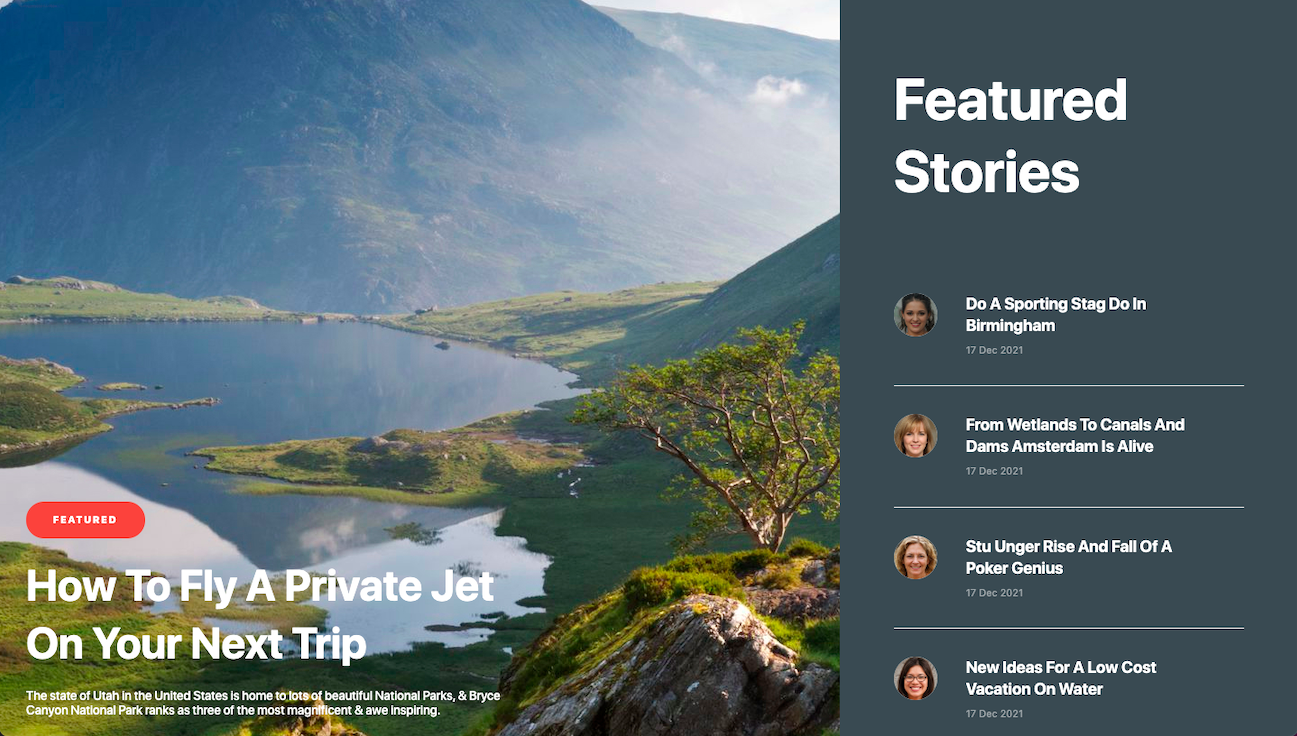 FEATURED
How To Fly A Private Jet
On Your Next Trip
The state of Utah in the United States is home to lots of beautiful National Parks, & Bryce
Canyon National Park ranks as three of the most magnificent & awe inspiring.
Featured
Stories
Do A Sporting Stag Do In
Birmingham
17 Dec 2021
From Wetlands To Canals And
Dams Amsterdam Is Alive
17 Dec 2021
Stu Unger Rise And Fall Of A
Poker Genius
17 Dec 2021
New Ideas For A Low Cost
Vacation On Water
17 Dec 2021